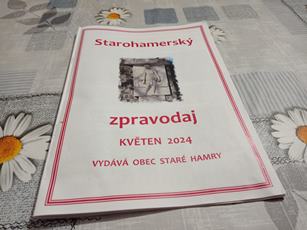 Starohamerský
zpravodaj
KVĚTEN 2024
VYDÁVÁ OBEC STARÉ HAMRY